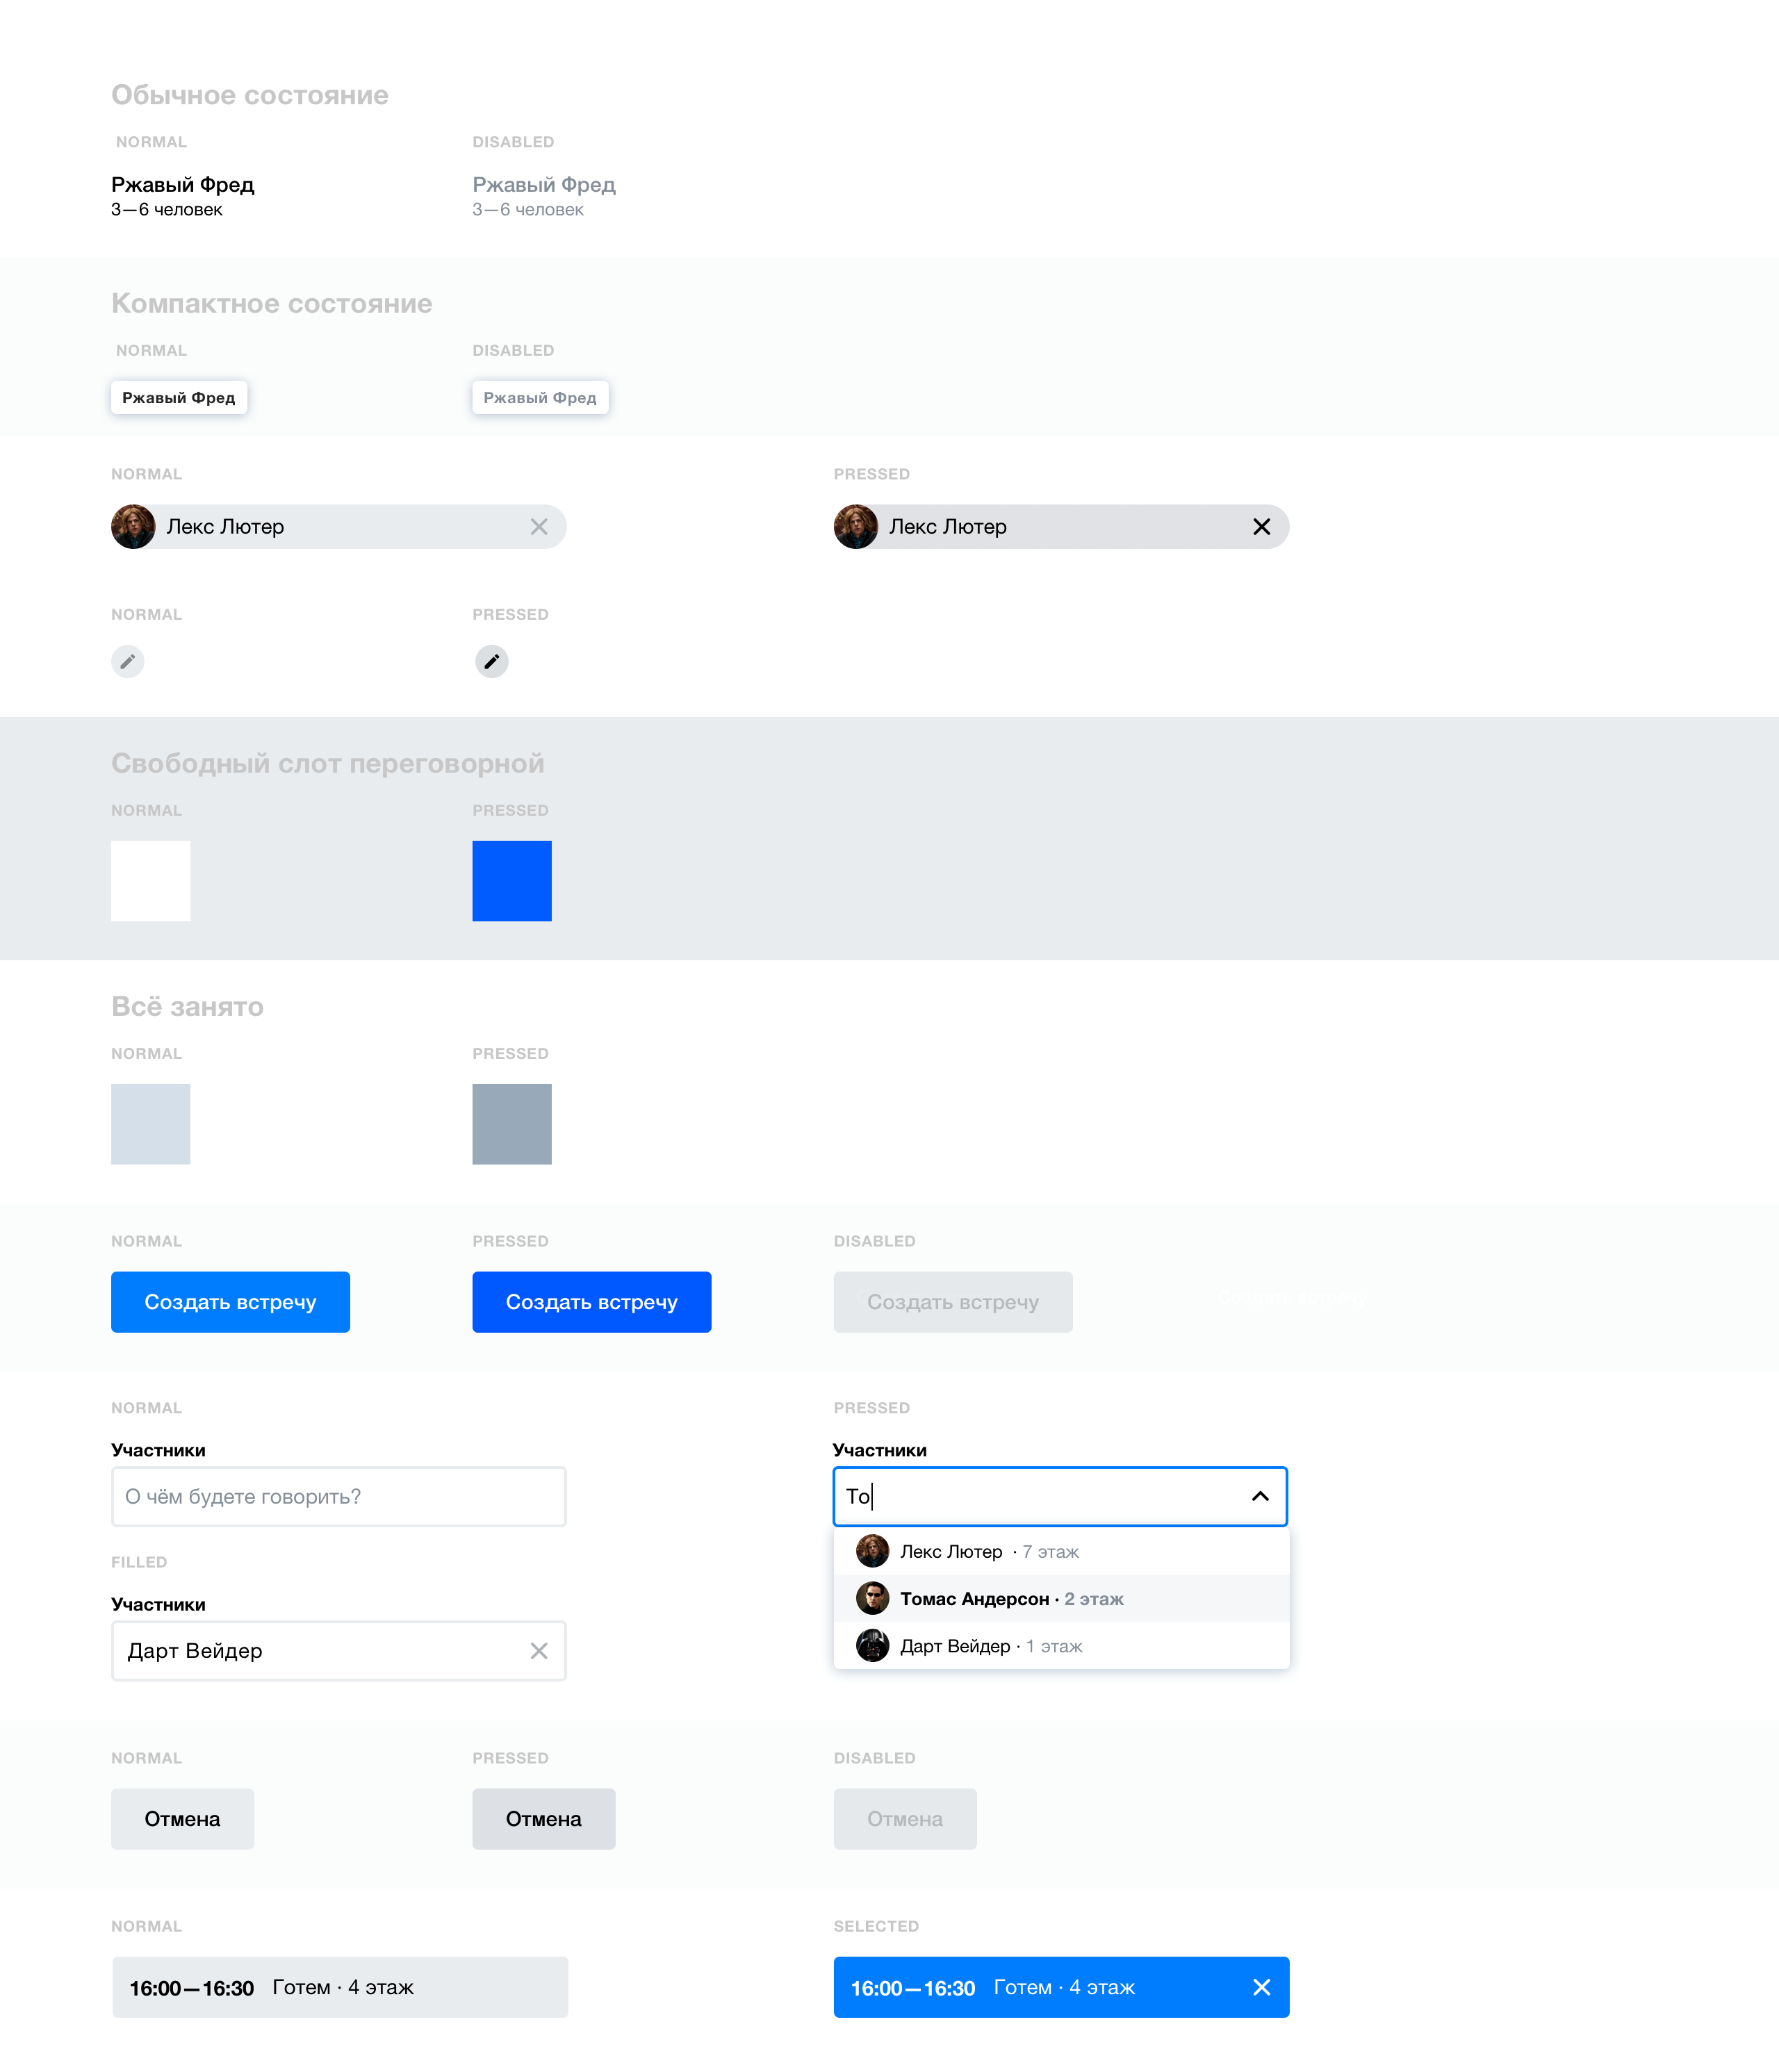 Обычное состояние
NORMAL DISABLED
Ржавый Фред Ржавый Фред
3—6 человек 3—6 человек
Компактное состояние
NORMAL DISABLED
Ржавый Фред Ржавый Фред
NORMAL PRESSED
Лекс Лютер Лекс Лютер
NORMAL PRESSED
Свободный слот переговорной
NORMAL PRESSED
Всё занято
NORMAL PRESSED
NORMAL PRESSED DISABLED
Создать встречу Создать встречу Создать встречу
NORMAL PRESSED
Участники Участники
О чём будете говорить? То
Лекс Лютер · 7 этаж
FILLED
Томас Андерсон · 2 этаж
Участники
Дарт Вейдер Дарт Вейдер · 1 этаж
NORMAL PRESSED DISABLED
Отмена Отмена Отмена
NORMAL SELECTED
16:00—16:30 Готем · 4 этаж 16:00—16:30 Готем · 4 этаж